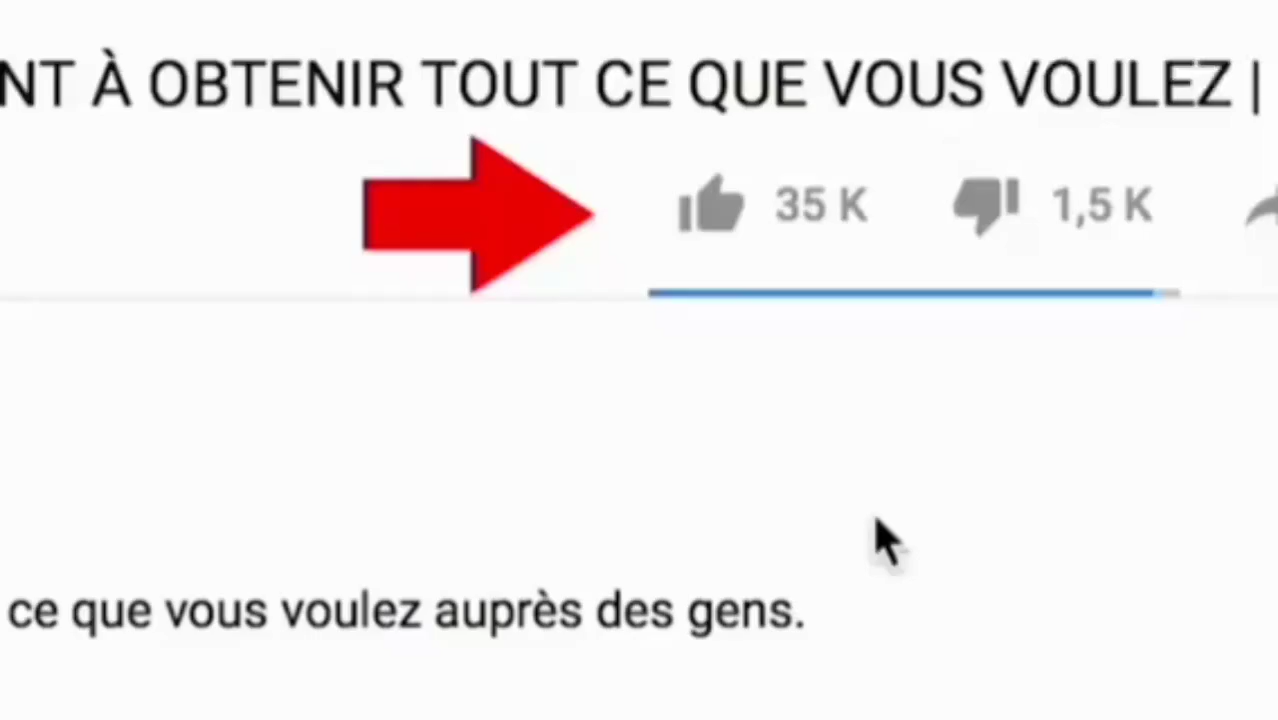 NT À OBTENIR TOUT CE QUE VOUS VOULEZ |
35 K 1,5 K
ce que vous voulez auprès des gens.